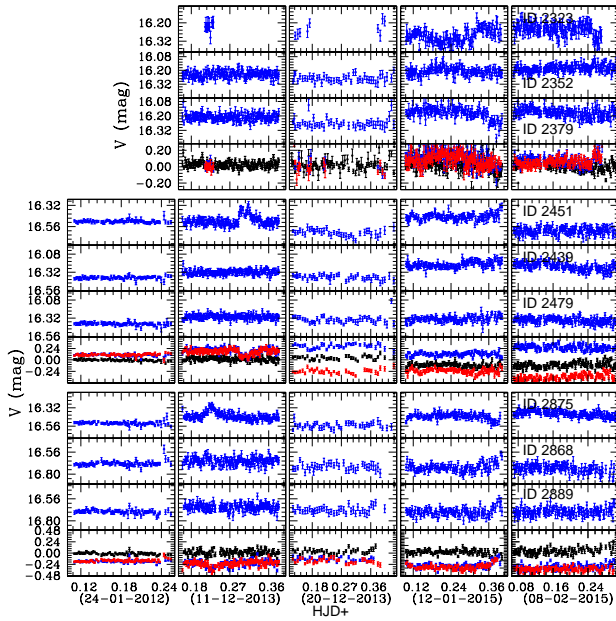 16.20
16.32
ID 2323
16.08
16.20
16.32
ID 2352
16.08
16.20
16.32
ID 2379
0.20
0.00
-0.20
V (mag)
16.32
16.56
ID 2451
16.08
16.32
16.56
ID 2439
16.08
16.32
16.56
ID 2479
0.24
0.00
-0.24
V (mag)
16.32
16.56
ID 2875
16.56
16.80
ID 2868
16.56
16.80
ID 2889
0.48
0.24
0.00
-0.24
-0.48
0.12 0.18 0.24 0.18 0.27 0.36 0.18 0.27 0.36 0.12 0.24 0.36 0.08 0.16 0.24
(24-01-2012) (11-12-2013) (20-12-2013) (12-01-2015) (08-02-2015)
HJD+